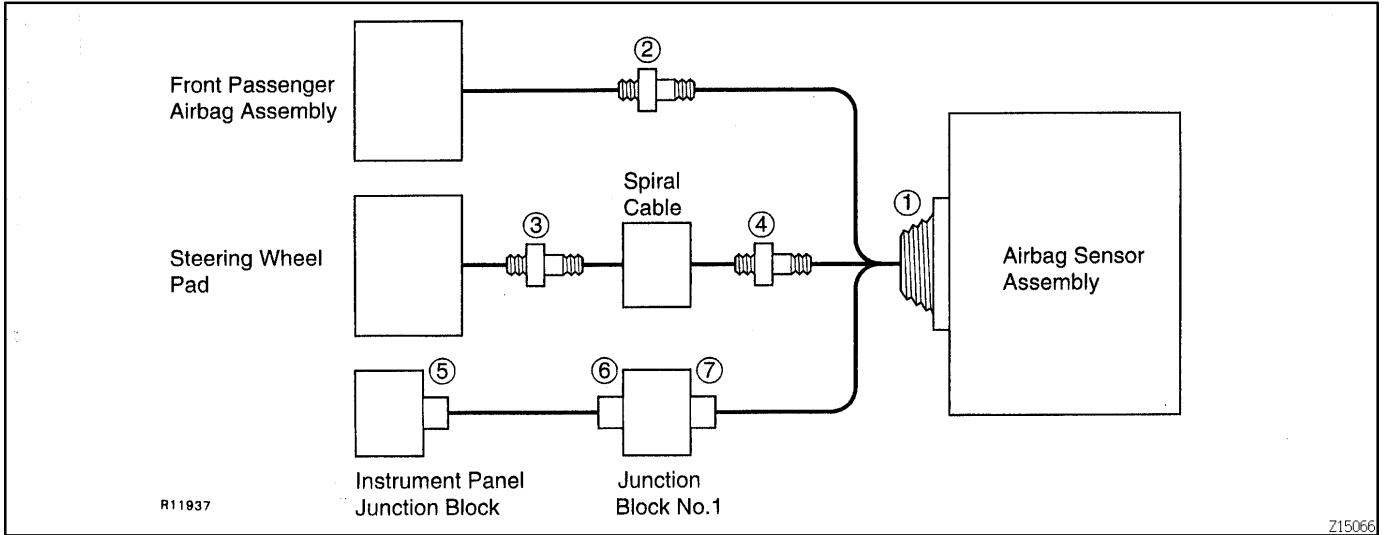 ②
Front Passenger
Airbag Assembly
Spiral
Cable
①
③
④
Steering Wheel
Pad
Airbag Sensor
Assembly
⑤
⑥
⑦
Instrument Panel
Junction Block
Junction
Block No.1
R11937
Z15066